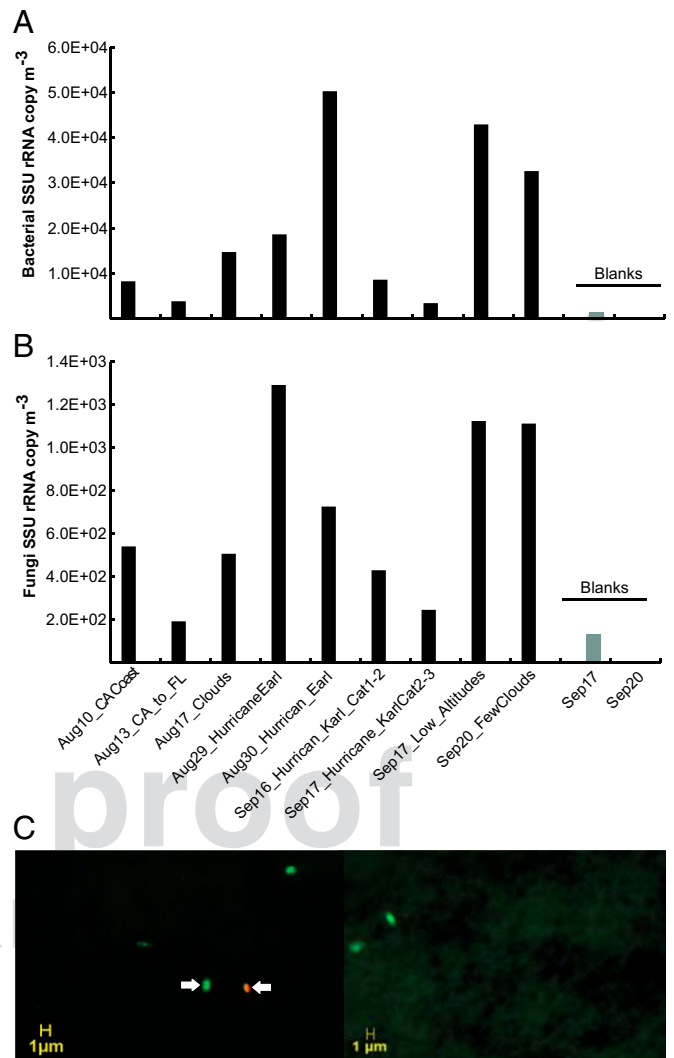 A
Bacterial SSU rRNA copy m-3
6.0E+04
5.0E+04
4.0E+04
3.0E+04
2.0E+04
1.0E+04
Blanks
B
Fungi SSU rRNA copy m-3
1.4E+03
1.2E+03
1.0E+03
8.0E+02
6.0E+02
4.0E+02
2.0E+02
Blanks
Aug10_CACoast
Aug13_CA_to_FL
Aug17_Clouds
Aug29_HurricaneEarl
Aug30_Hurrican_Earl
Sep16_Hurrican_Karl_Cat1-2
Sep17_Hurricane_KarlCat2-3
Sep17_Low_Altitudes
Sep20_FewClouds
Sep17
Sep20
proof
C
H
1µm
H
1 µm